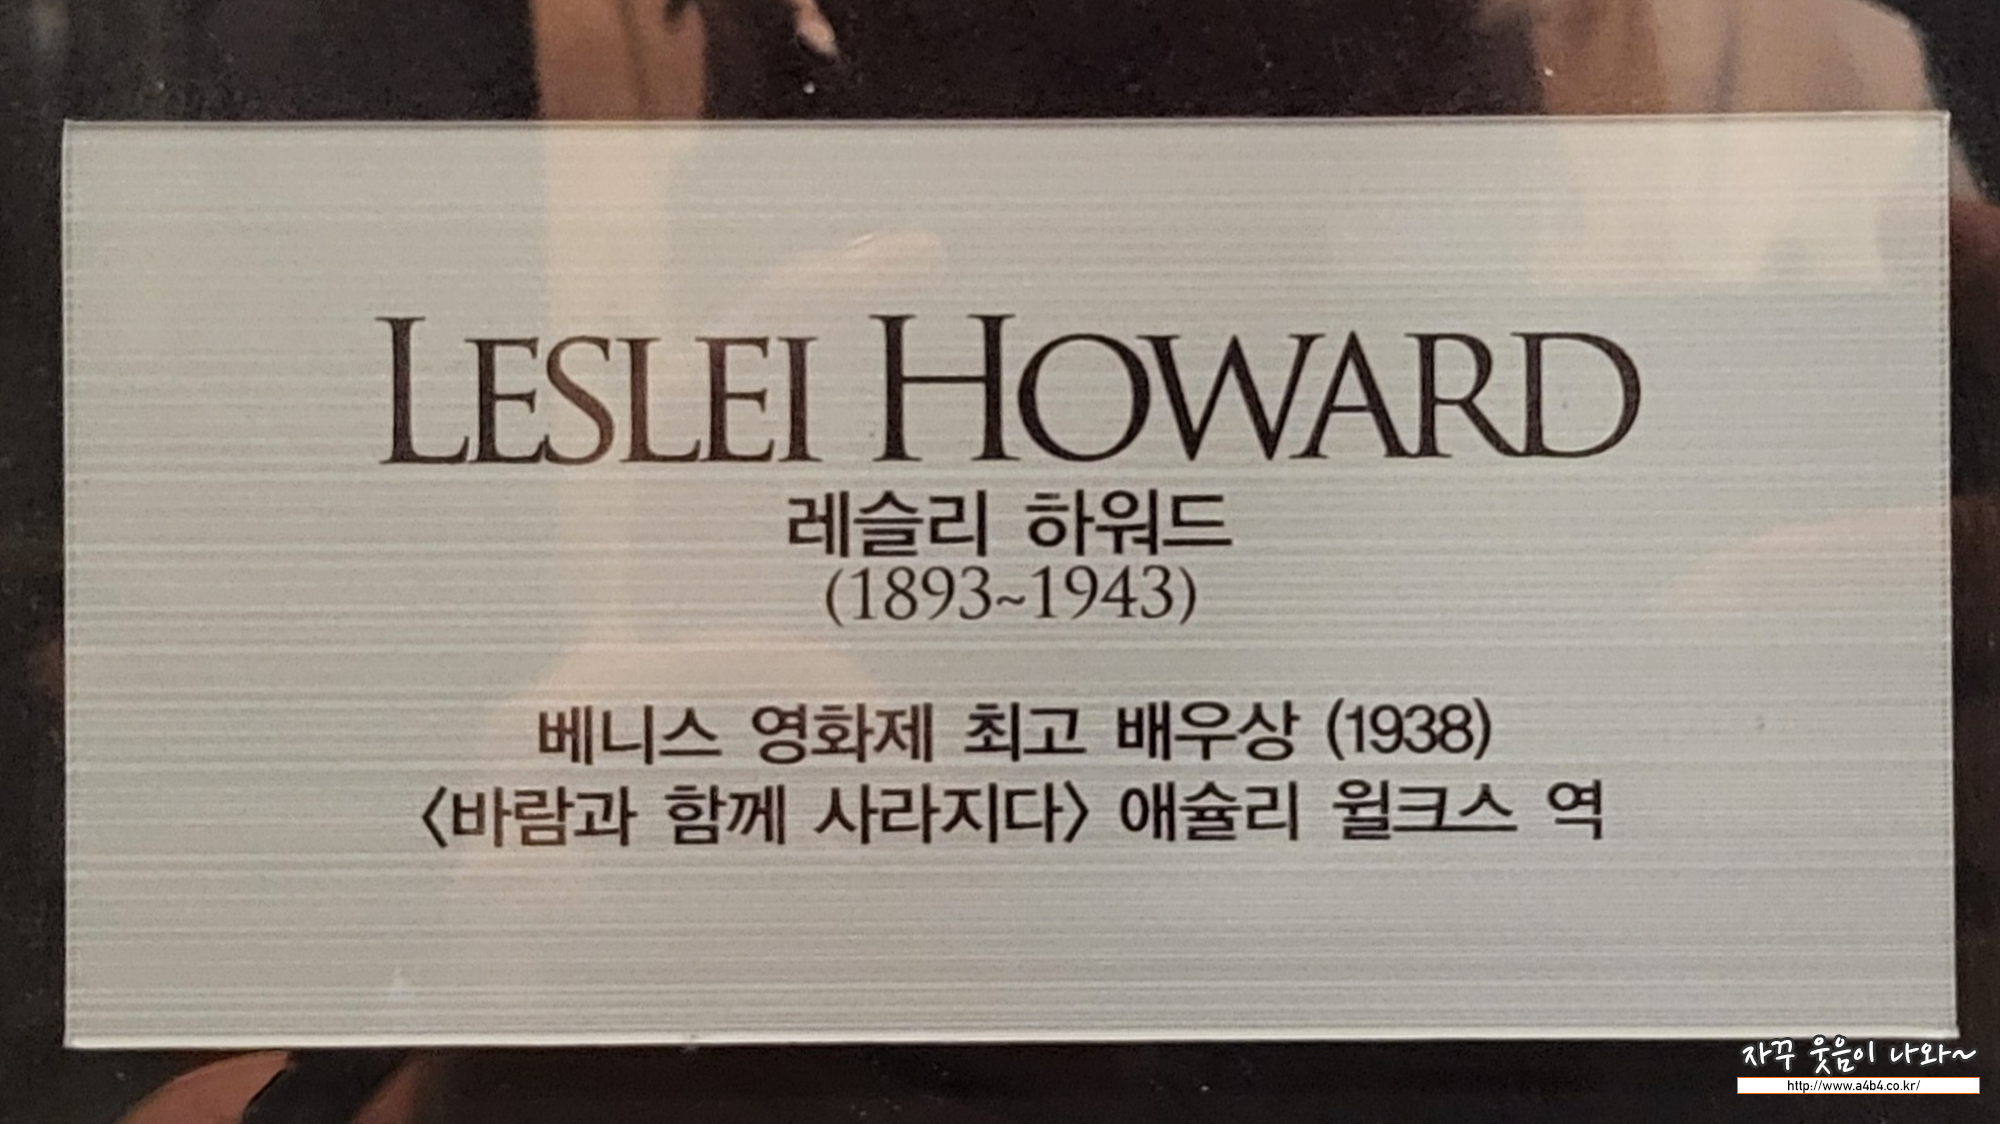 LESLEI HOWARD
레슬리 하워드
(1893~1943)
베니스 영화제 최고 배우상 (1938)
<바람과 함께 사라지다> 애슐리 윌크스 역
자꾸 웃음이 나와~
http://www.a4b4.co.kr/